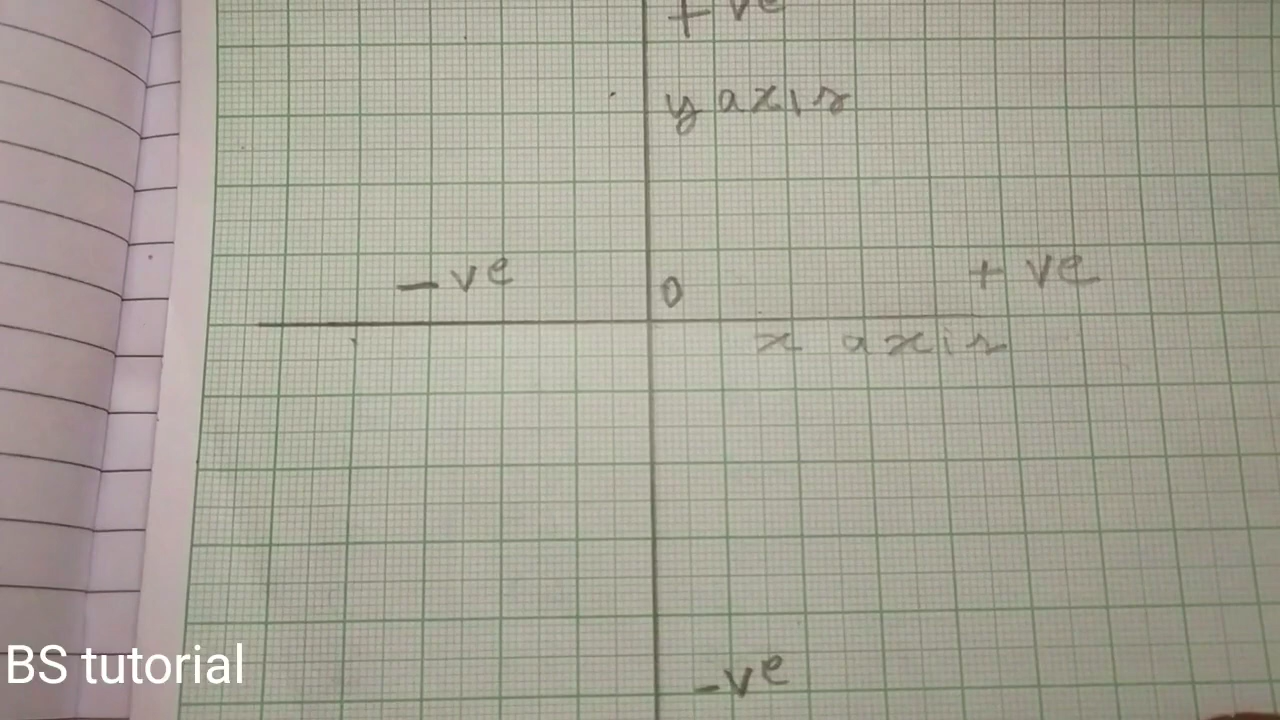 + ve
y axis
- ve
0
+ ve
x axis
-ve
BS tutorial